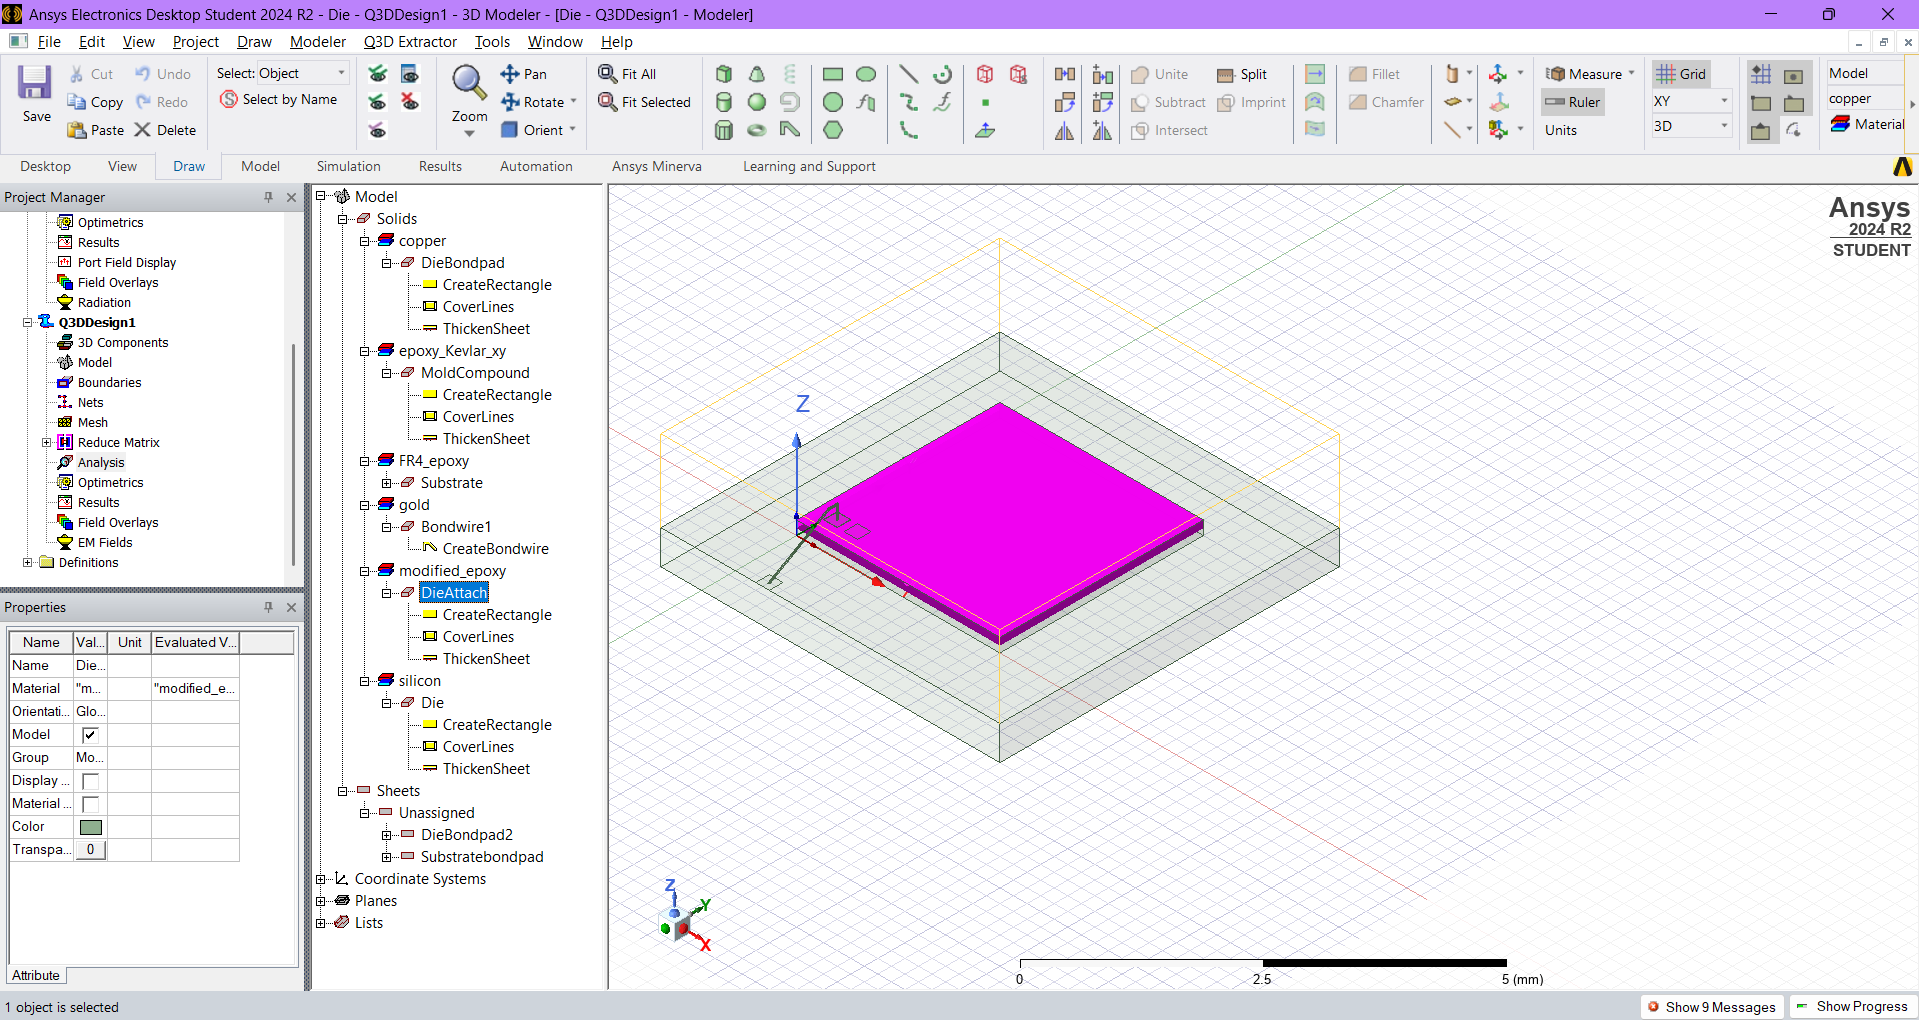 Ansys Electronics Desktop Student 2024 R2 - Die - Q3DDesign1 - 3D Modeler - [Die - Q3DDesign1 - Modeler]
File Edit View Project Draw Modeler Q3D Extractor Tools Window Help
Save
Cut
Copy
Paste
Undo
Redo
Delete
Select: Object
Select by Name
Zoom
Pan
Rotate
Orient
Fit All
Fit Selected
Unite
Subtract
Intersect
Split
Imprint
Fillet
Chamfer
Measure
Ruler
Units
Grid
XY
3D
Model
copper
Material
Desktop View Draw Model Simulation Results Automation Ansys Minerva Learning and Support
Project Manager
Optimetrics
Results
Port Field Display
Field Overlays
Radiation
Q3DDesign1
3D Components
Model
Boundaries
Nets
Mesh
Reduce Matrix
Analysis
Optimetrics
Results
Field Overlays
EM Fields
Definitions
Properties
Name Val... Unit Evaluated V...
Name Die...
Material "m... "modified_e...
Orientati... Glo...
Model
Group Mo...
Display ...
Material ...
Color
Transpa... 0
Attribute
Model
Solids
copper
DieBondpad
CreateRectangle
CoverLines
ThickenSheet
epoxy_Kevlar_xy
MoldCompound
CreateRectangle
CoverLines
ThickenSheet
FR4_epoxy
Substrate
gold
Bondwire1
CreateBondwire
modified_epoxy
DieAttach
CreateRectangle
CoverLines
ThickenSheet
silicon
Die
CreateRectangle
CoverLines
ThickenSheet
Sheets
Unassigned
DieBondpad2
Substratebondpad
Coordinate Systems
Planes
Lists
Ansys
2024 R2
STUDENT
Z
Z
Y
X
0 2.5 5 (mm)
1 object is selected
Show 9 Messages
Show Progress